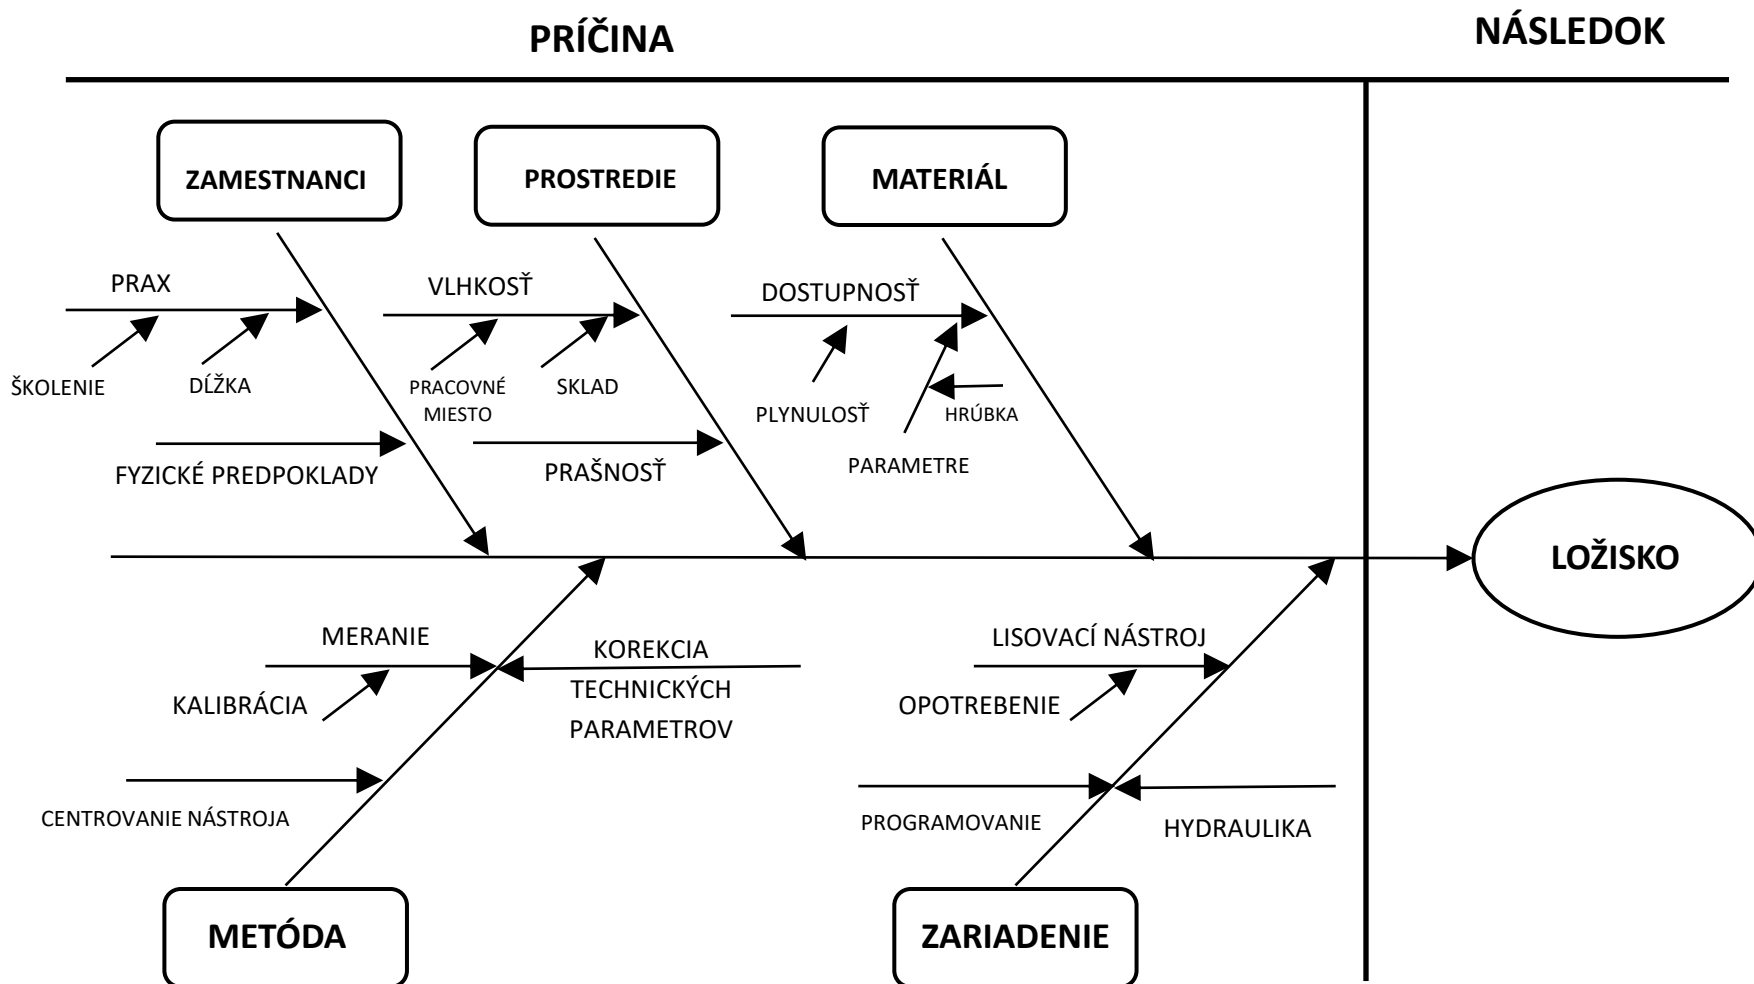 PRÍČINA
NÁSLEDOK
ZAMESTNANCI
PROSTREDIE
MATERIÁL
PRAX
VLHKOSŤ
DOSTUPNOSŤ
ŠKOLENIE
DĹŽKA
PRACOVNÉ
MIESTO
SKLAD
PLYNULOSŤ
HRÚBKA
FYZICKÉ PREDPOKLADY
PRAŠNOSŤ
PARAMETRE
LOŽISKO
MERANIE
KOREKCIA
TECHNICKÝCH
PARAMETROV
LISOVACÍ NÁSTROJ
KALIBRÁCIA
OPOTREBENIE
CENTROVANIE NÁSTROJA
PROGRAMOVANIE
HYDRAULIKA
METÓDA
ZARIADENIE